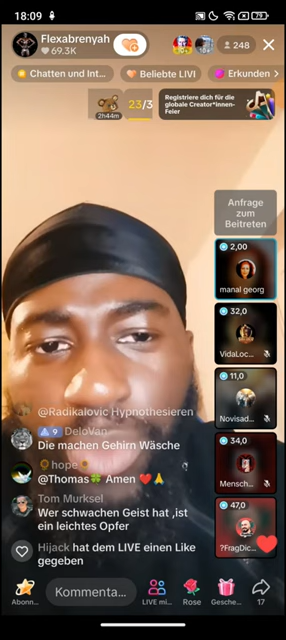 18:09
79
Flexabrenyah
69.3K
248
Chatten und Int...
Beliebte LIVI
Erkunden
23/3
2h44m
Registriere dich für die
globale Creator*innen-
Feier
Anfrage
zum
Beitreten
2,00
manal georg
32,0
VidaLoc...
11,0
Novisad...
34,0
Mensch...
47,0
?FragDic...
@Radikalovic Hypnothesieren
9 DeloVan
Die machen Gehirn Wäsche
hope
@Thomas🍀 Amen ❤️🙏
Tom Murksel
Wer schwachen Geist hat ,ist
ein leichtes Opfer
Hijack hat dem LIVE einen Like
gegeben
Abonn...
Kommenta...
LIVE mi...
Rose
Gesche...
17